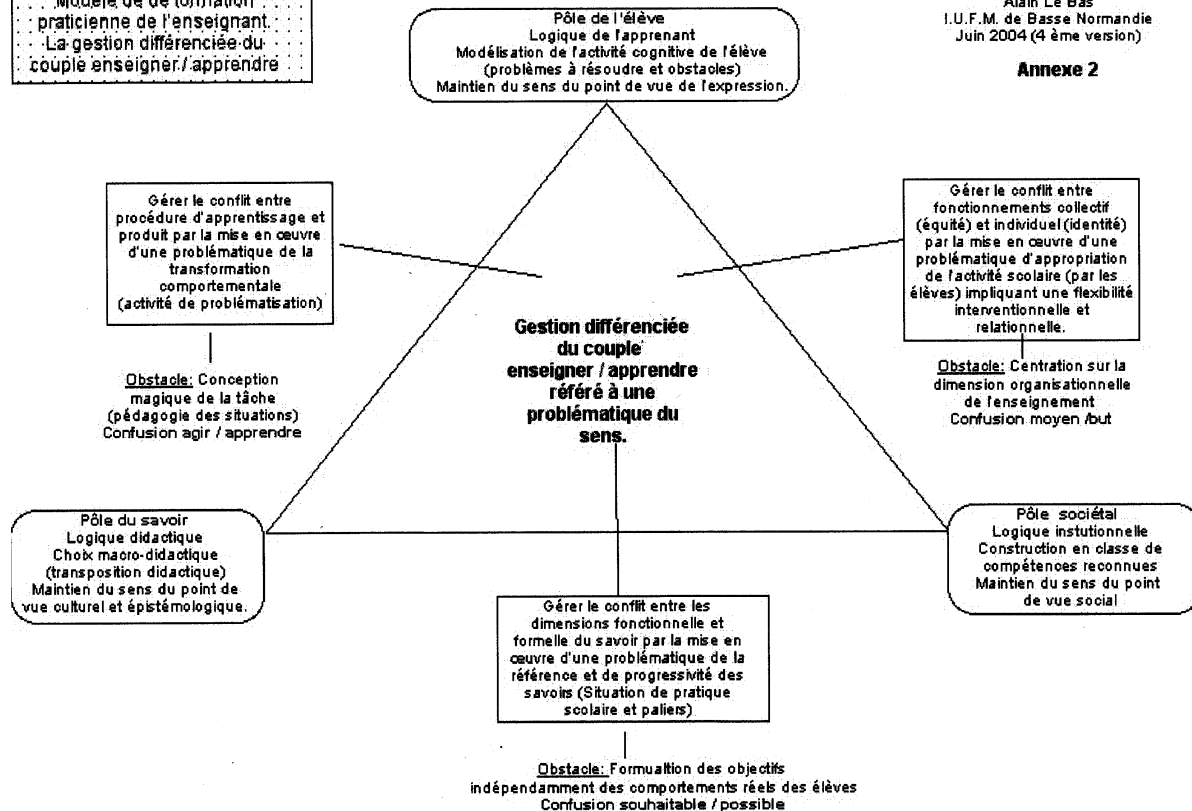 Modèle de de formation
praticienne de l'enseignant.
La gestion différenciée du
couple enseigner / apprendre
Pôle de l'élève
Logique de l'apprenant
Modélisation de l'activité cognitive de l'élève
(problèmes à résoudre et obstacles)
Maintien du sens du point de vue de l'expression.
Alain Le Bas
I.U.F.M. de Basse Normandie
Juin 2004 (4 ème version)
Annexe 2
Gérer le conflit entre
procédure d'apprentissage et
produit par la mise en œuvre
d'une problématique de la
transformation
comportementale
(activité de problématisation)
Obstacle: Conception
magique de la tâche
(pédagogie des situations)
Confusion agir / apprendre
Gestion différenciée
du couple
enseigner / apprendre
référé à une
problématique du
sens.
Gérer le conflit entre
fonctionnements collectif
(équité) et individuel (identité)
par la mise en œuvre d'une
problématique d'appropriation
de l'activité scolaire (par les
élèves) impliquant une flexibilité
interventionnelle et
relationnelle.
Obstacle: Centration sur la
dimension organisationnelle
de l'enseignement
Confusion moyen /but
Pôle du savoir
Logique didactique
Choix macro-didactique
(transposition didactique)
Maintien du sens du point de
vue culturel et épistémologique.
Pôle sociétal
Logique instutionnelle
Construction en classe de
compétences reconnues
Maintien du sens du point
de vue social
Gérer le conflit entre les
dimensions fonctionnelle et
formelle du savoir par la mise en
œuvre d'une problématique de la
référence et de progressivité des
savoirs (Situation de pratique
scolaire et paliers)
Obstacle: Formualtion des objectifs
indépendamment des comportements réels des élèves
Confusion souhaitable / possible